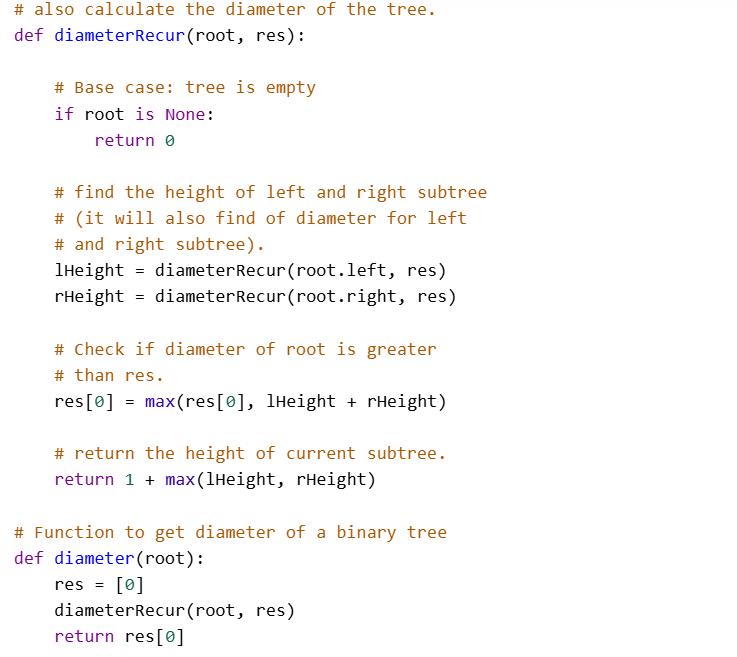 # also calculate the diameter of the tree.
def diameterRecur(root, res):
    # Base case: tree is empty
    if root is None:
        return 0
    # find the height of left and right subtree
    # (it will also find of diameter for left
    # and right subtree).
    lHeight = diameterRecur(root.left, res)
    rHeight = diameterRecur(root.right, res)
    # Check if diameter of root is greater
    # than res.
    res[0] = max(res[0], lHeight + rHeight)
    # return the height of current subtree.
    return 1 + max(lHeight, rHeight)
# Function to get diameter of a binary tree
def diameter(root):
    res = [0]
    diameterRecur(root, res)
    return res[0]